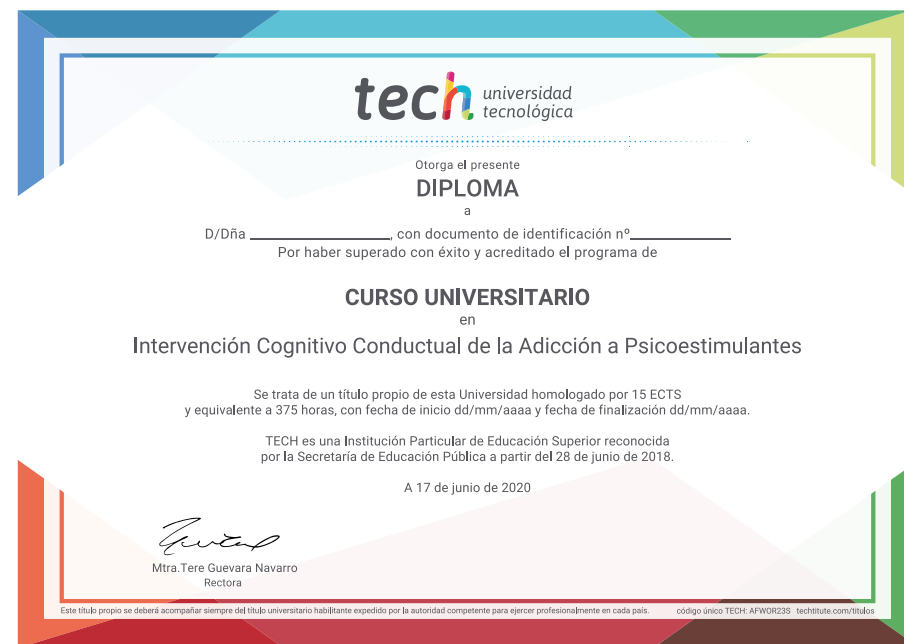 tech universidad
tecnológica
Otorga el presente
DIPLOMA
a
D/Dña ____________________, con documento de identificación nº______________
Por haber superado con éxito y acreditado el programa de
CURSO UNIVERSITARIO
en
Intervención Cognitivo Conductual de la Adicción a Psicoestimulantes
Se trata de un título propio de esta Universidad homologado por 15 ECTS
y equivalente a 375 horas, con fecha de inicio dd/mm/aaaa y fecha de finalización dd/mm/aaaa.
TECH es una Institución Particular de Educación Superior reconocida
por la Secretaría de Educación Pública a partir del 28 de junio de 2018.
A 17 de junio de 2020
Mtra.Tere Guevara Navarro
Rectora
Este título propio se deberá acompañar siempre del título universitario habilitante expedido por la autoridad competente para ejercer profesionalmente en cada país. código único TECH: AFWOR23S techtitute.com/titulos